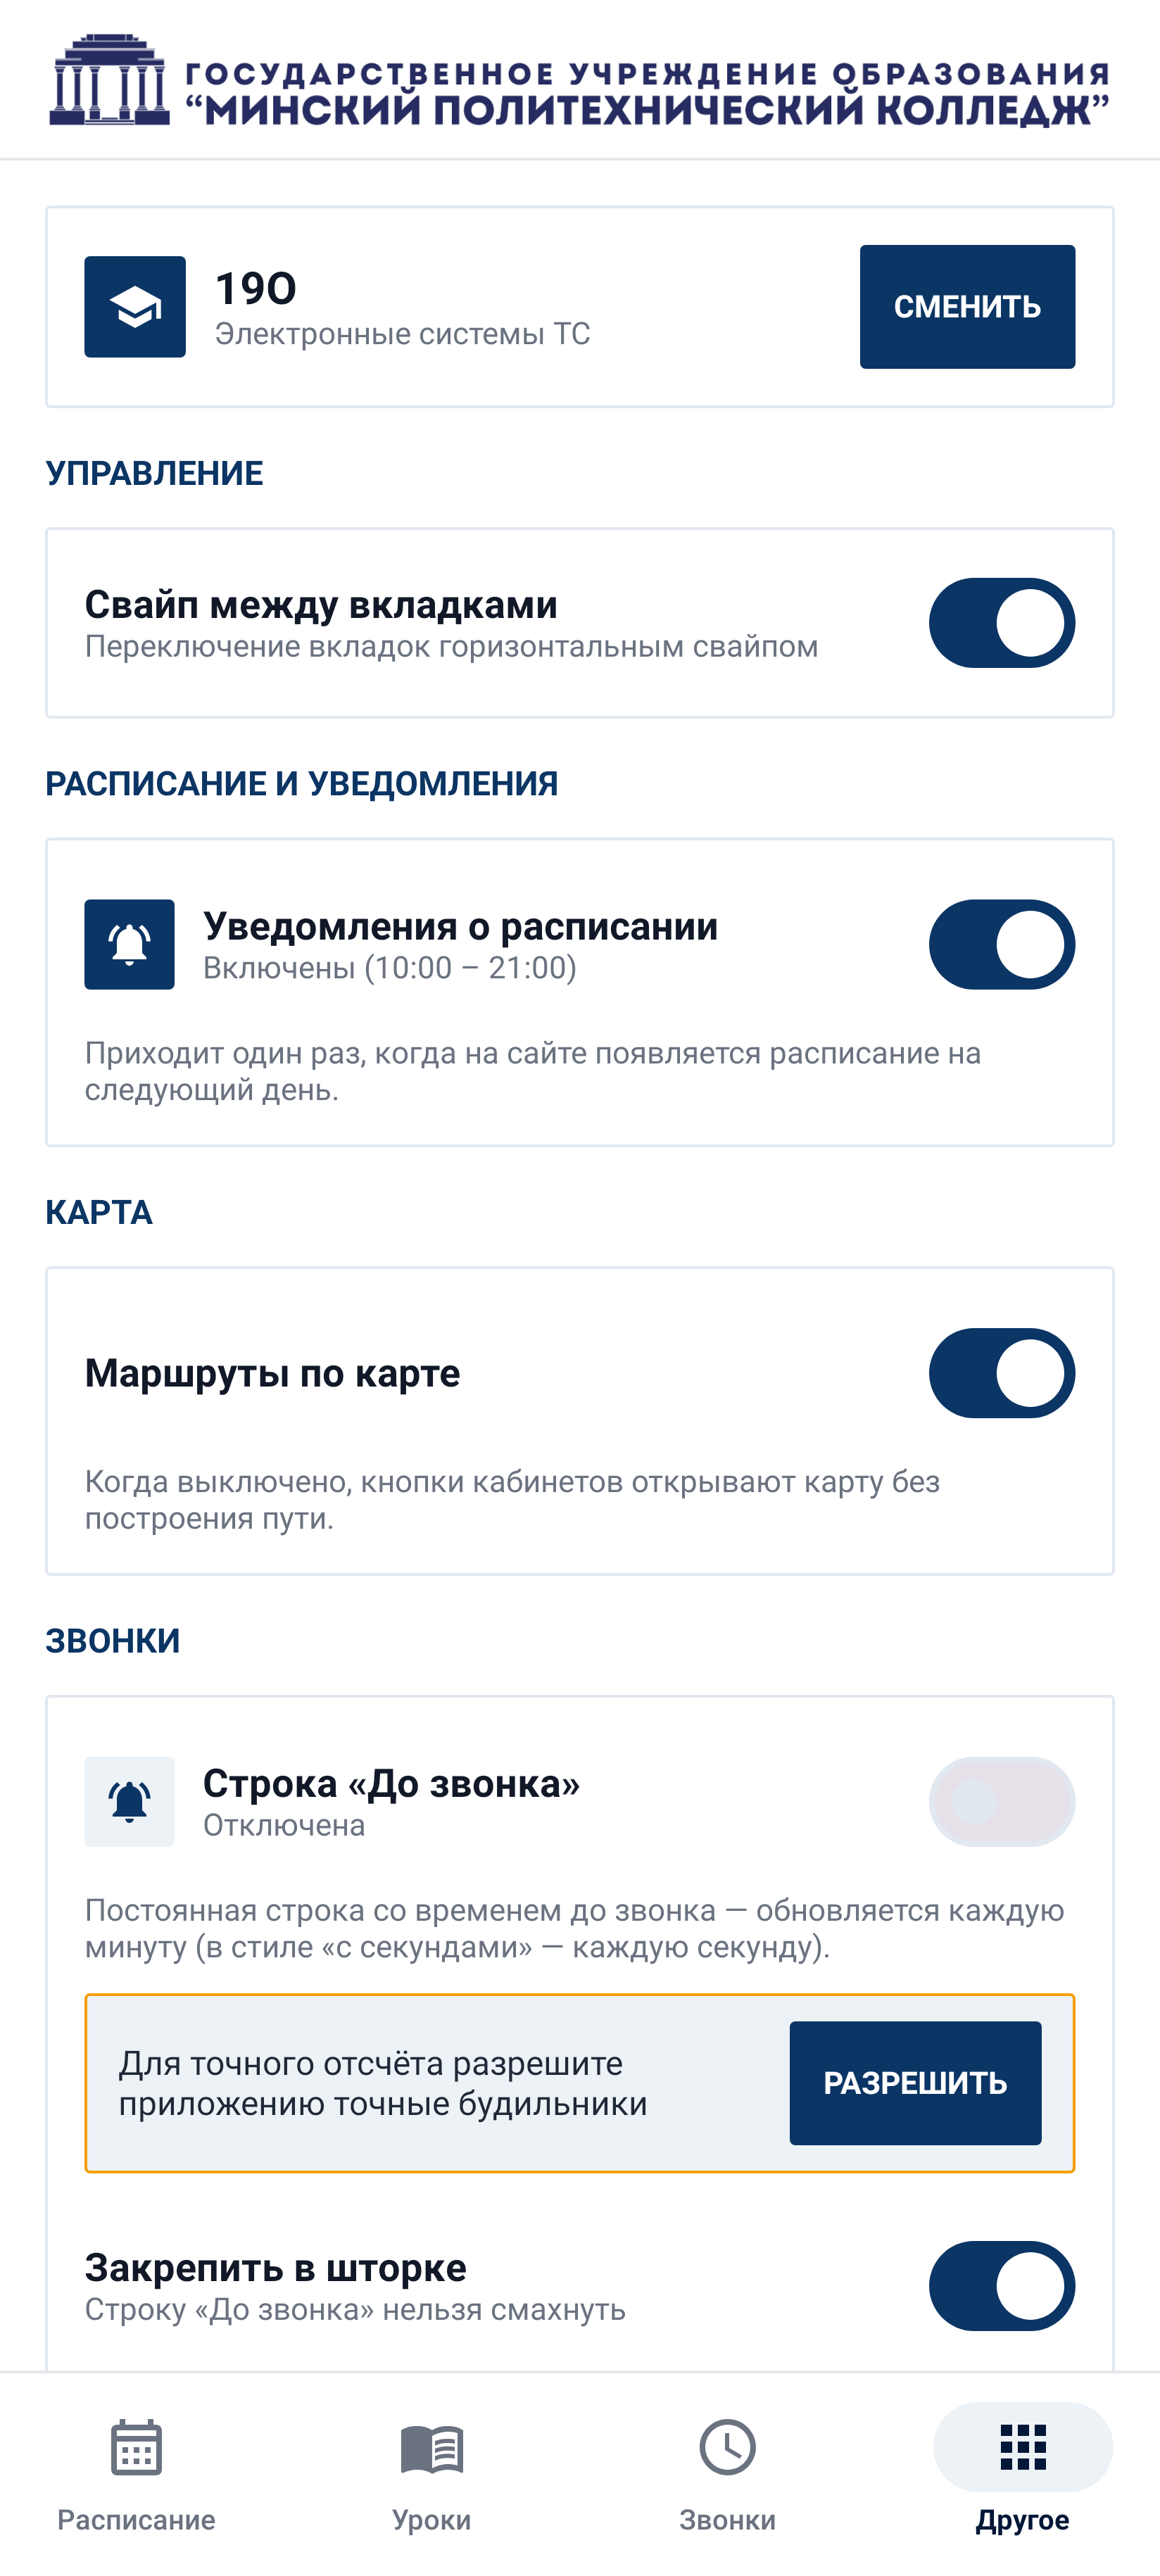 ГОСУДАРСТВЕННОЕ УЧРЕЖДЕНИЕ ОБРАЗОВАНИЯ
“МИНСКИЙ ПОЛИТЕХНИЧЕСКИЙ КОЛЛЕДЖ”
19О
Электронные системы ТС
СМЕНИТЬ
УПРАВЛЕНИЕ
Свайп между вкладками
Переключение вкладок горизонтальным свайпом
РАСПИСАНИЕ И УВЕДОМЛЕНИЯ
Уведомления о расписании
Включены (10:00 – 21:00)
Приходит один раз, когда на сайте появляется расписание на
следующий день.
КАРТА
Маршруты по карте
Когда выключено, кнопки кабинетов открывают карту без
построения пути.
ЗВОНКИ
Строка «До звонка»
Отключена
Постоянная строка со временем до звонка — обновляется каждую
минуту (в стиле «с секундами» — каждую секунду).
Для точного отсчёта разрешите
приложению точные будильники
РАЗРЕШИТЬ
Закрепить в шторке
Строку «До звонка» нельзя смахнуть
Расписание
Уроки
Звонки
Другое